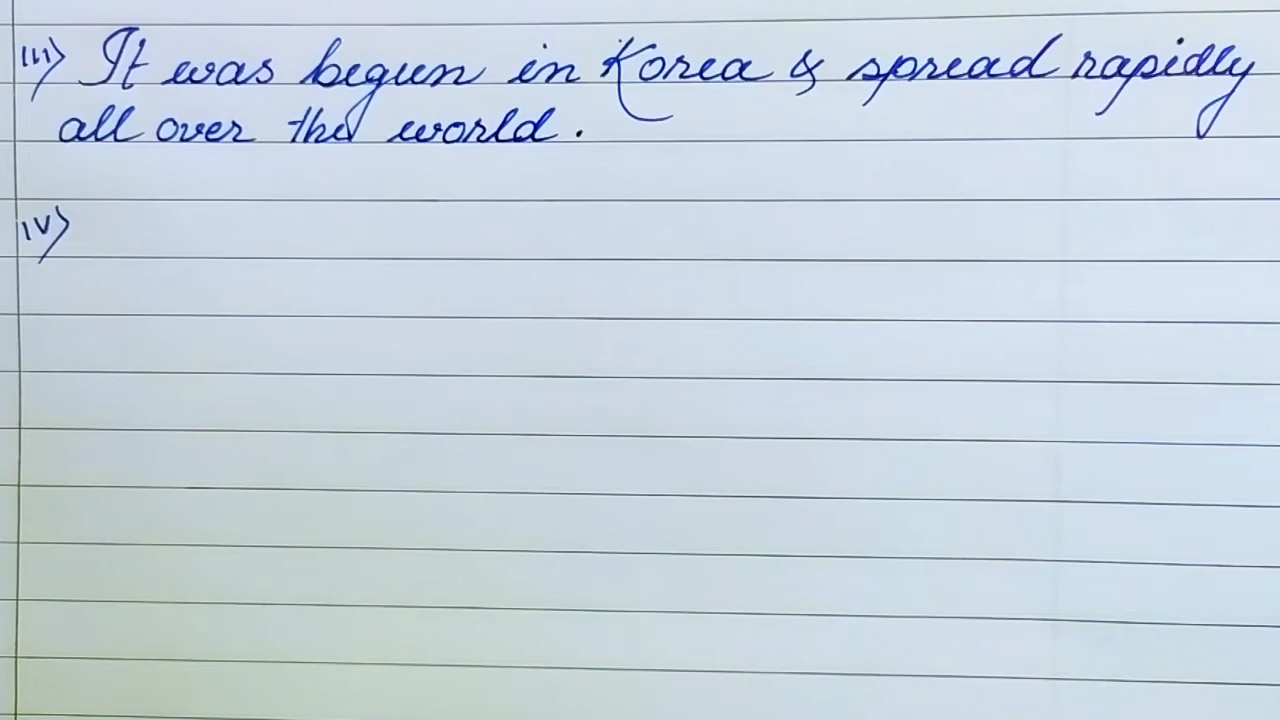 III) It was begun in Korea & spread rapidly
all over the world.
IV)